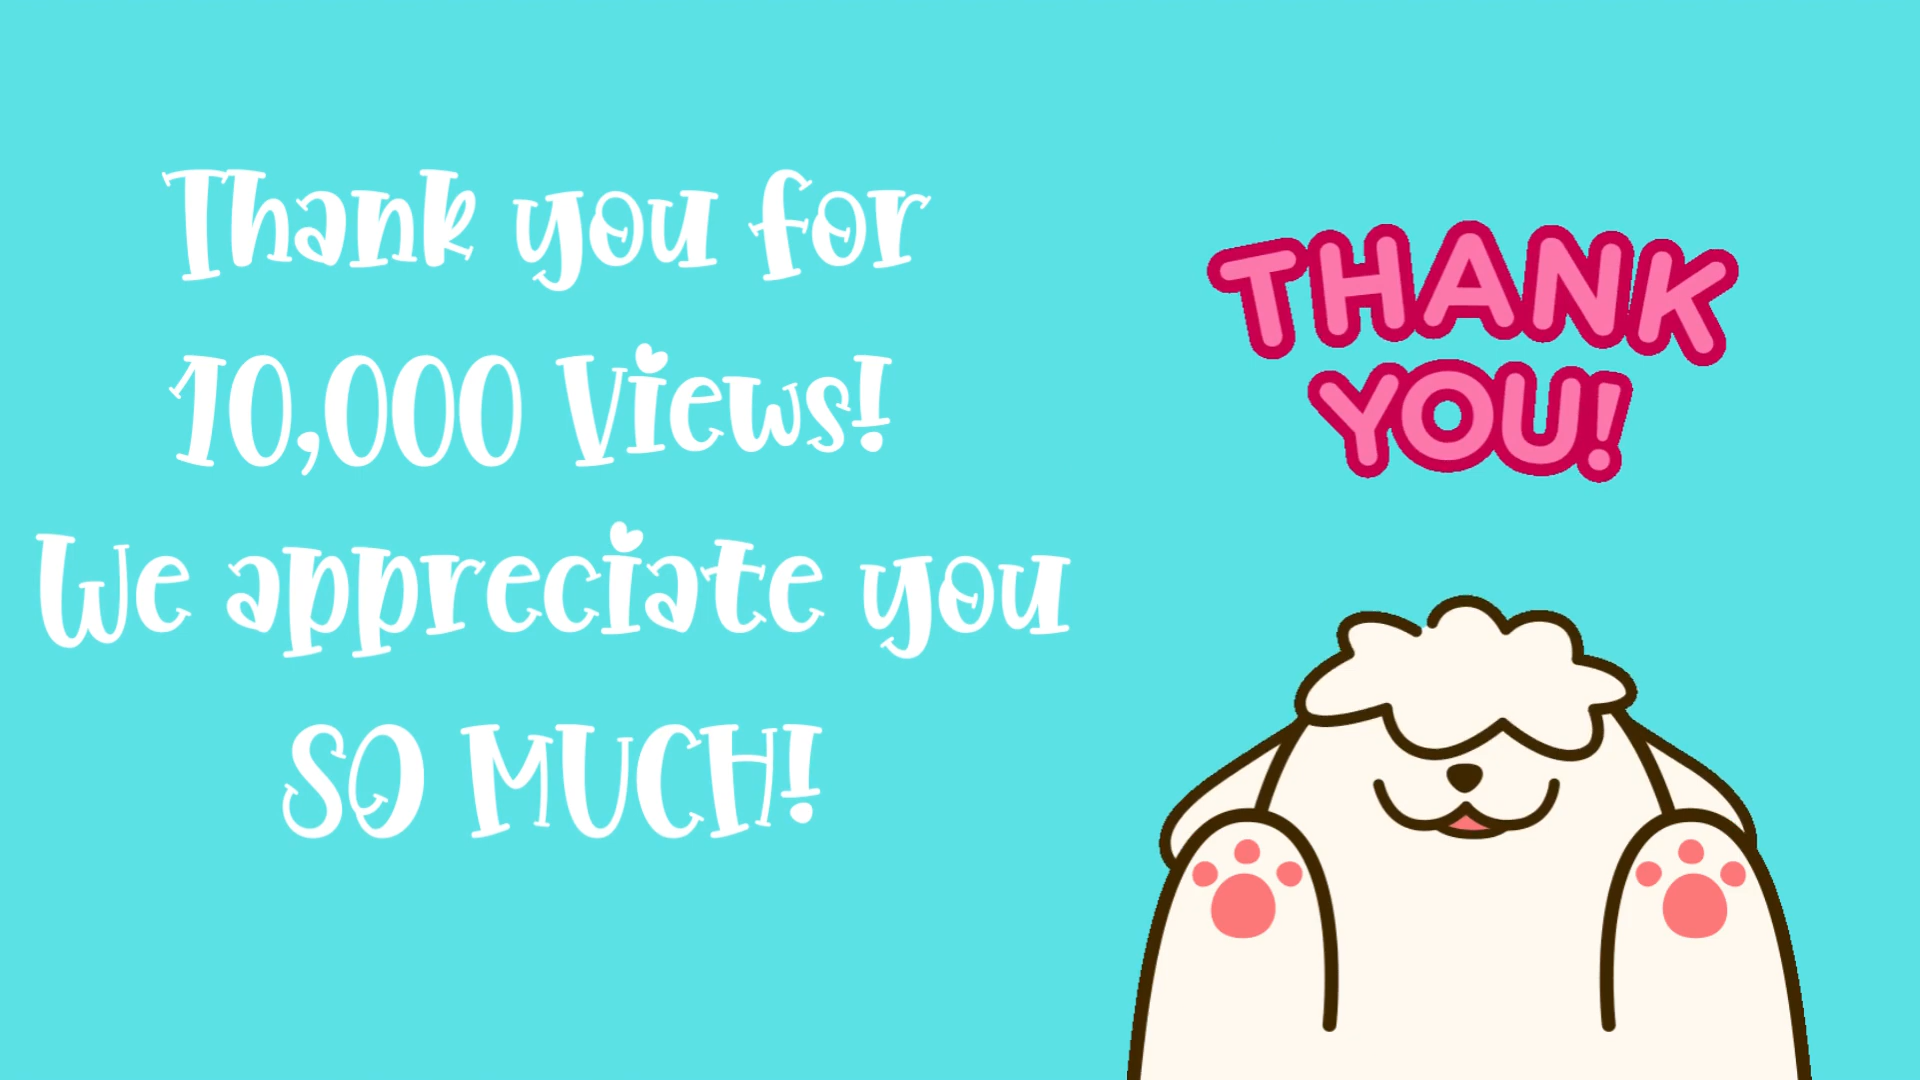 Thank you for
10,000 Views!
We appreciate you
SO MUCH!
THANK
YOU!